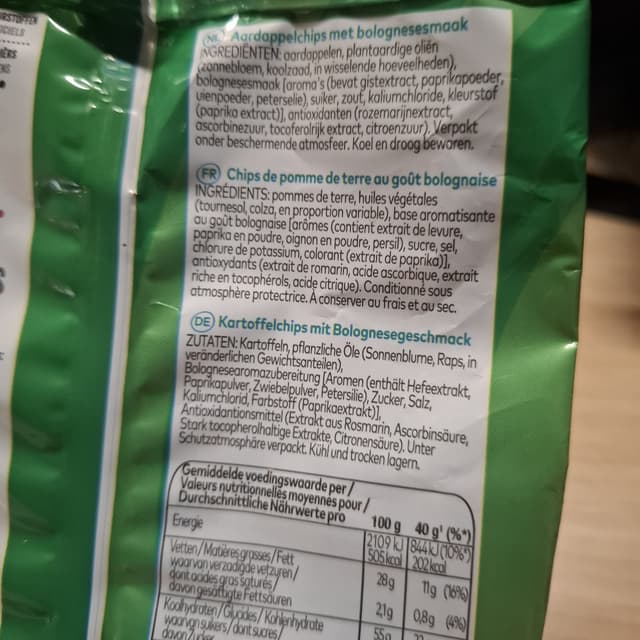 NL Aardappelchips met bolognesesmaak
INGREDIËNTEN: aardappelen, plantaardige oliën
(zonnebloem, koolzaad, in wisselende hoeveelheden),
bolognesesmaak [aroma's (bevat gistextract, paprikapoeder,
uienpoeder, peterselie), suiker, zout, kaliumchloride, kleurstof
(paprika extract)], antioxidanten (rozemarijnextract,
ascorbinezuur, tocoferolrijk extract, citroenzuur). Verpakt
onder beschermende atmosfeer. Koel en droog bewaren.
FR Chips de pomme de terre au goût bolognaise
INGRÉDIENTS: pommes de terre, huiles végétales
(tournesol, colza, en proportion variable), base aromatisante
au goût bolognaise [arômes (contient extrait de levure,
paprika en poudre, oignon en poudre, persil), sucre, sel,
chlorure de potassium, colorant (extrait de paprika)],
antioxydants (extrait de romarin, acide ascorbique, extrait
riche en tocophérols, acide citrique). Conditionné sous
atmosphère protectrice. A conserver au frais et au sec.
DE Kartoffelchips mit Bolognesegeschmack
ZUTATEN: Kartoffeln, pflanzliche Öle (Sonnenblume, Raps, in
veränderlichen Gewichtsanteilen),
Bolognesearomazubereitung [Aromen (enthält Hefeextrakt,
Paprikapulver, Zwiebelpulver, Petersilie), Zucker, Salz,
Kaliumchlorid, Farbstoff (Paprikaextrakt)],
Antioxidantionsmittel (Extrakt aus Rosmarin, Ascorbinsäure,
Stark tocopherolhaltige Extrakte, Citronensäure). Unter
Schutzatmosphäre verpackt. Kühl und trocken lagern.
Gemiddelde voedingswaarde per /
Valeurs nutritionnelles moyennes pour /
Durchschnittliche Nährwerte pro 100 g 40 g¹ (%*)
Energie 2109 kJ 844 kJ (10%*)
505 kcal 202 kcal
Vetten / Matières grasses / Fett 28g 11g (16%)
waarvan verzadigde vetzuren /
dont acides gras saturés /
davon gesättigte Fettsäuren 2,1g 0,8g (4%)
Koolhydraten / Glucides / Kohlenhydrate 55g
waarvan suikers / dont sucres /
davon Zucker